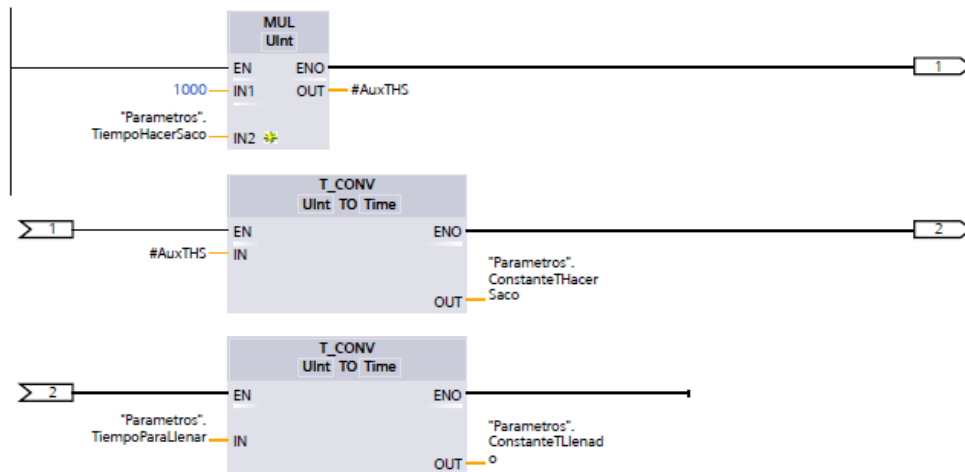 MUL
UInt
EN ENO
1
1000 IN1 OUT #AuxTHS
"Parametros".
TiempoHacerSaco IN2
T_CONV
UInt TO Time
1 EN ENO 2
#AuxTHS IN
"Parametros".
ConstanteTHacer
Saco
OUT
T_CONV
UInt TO Time
2 EN ENO
"Parametros".
TiempoParaLlenar IN
"Parametros".
ConstanteTLlenad
o
OUT